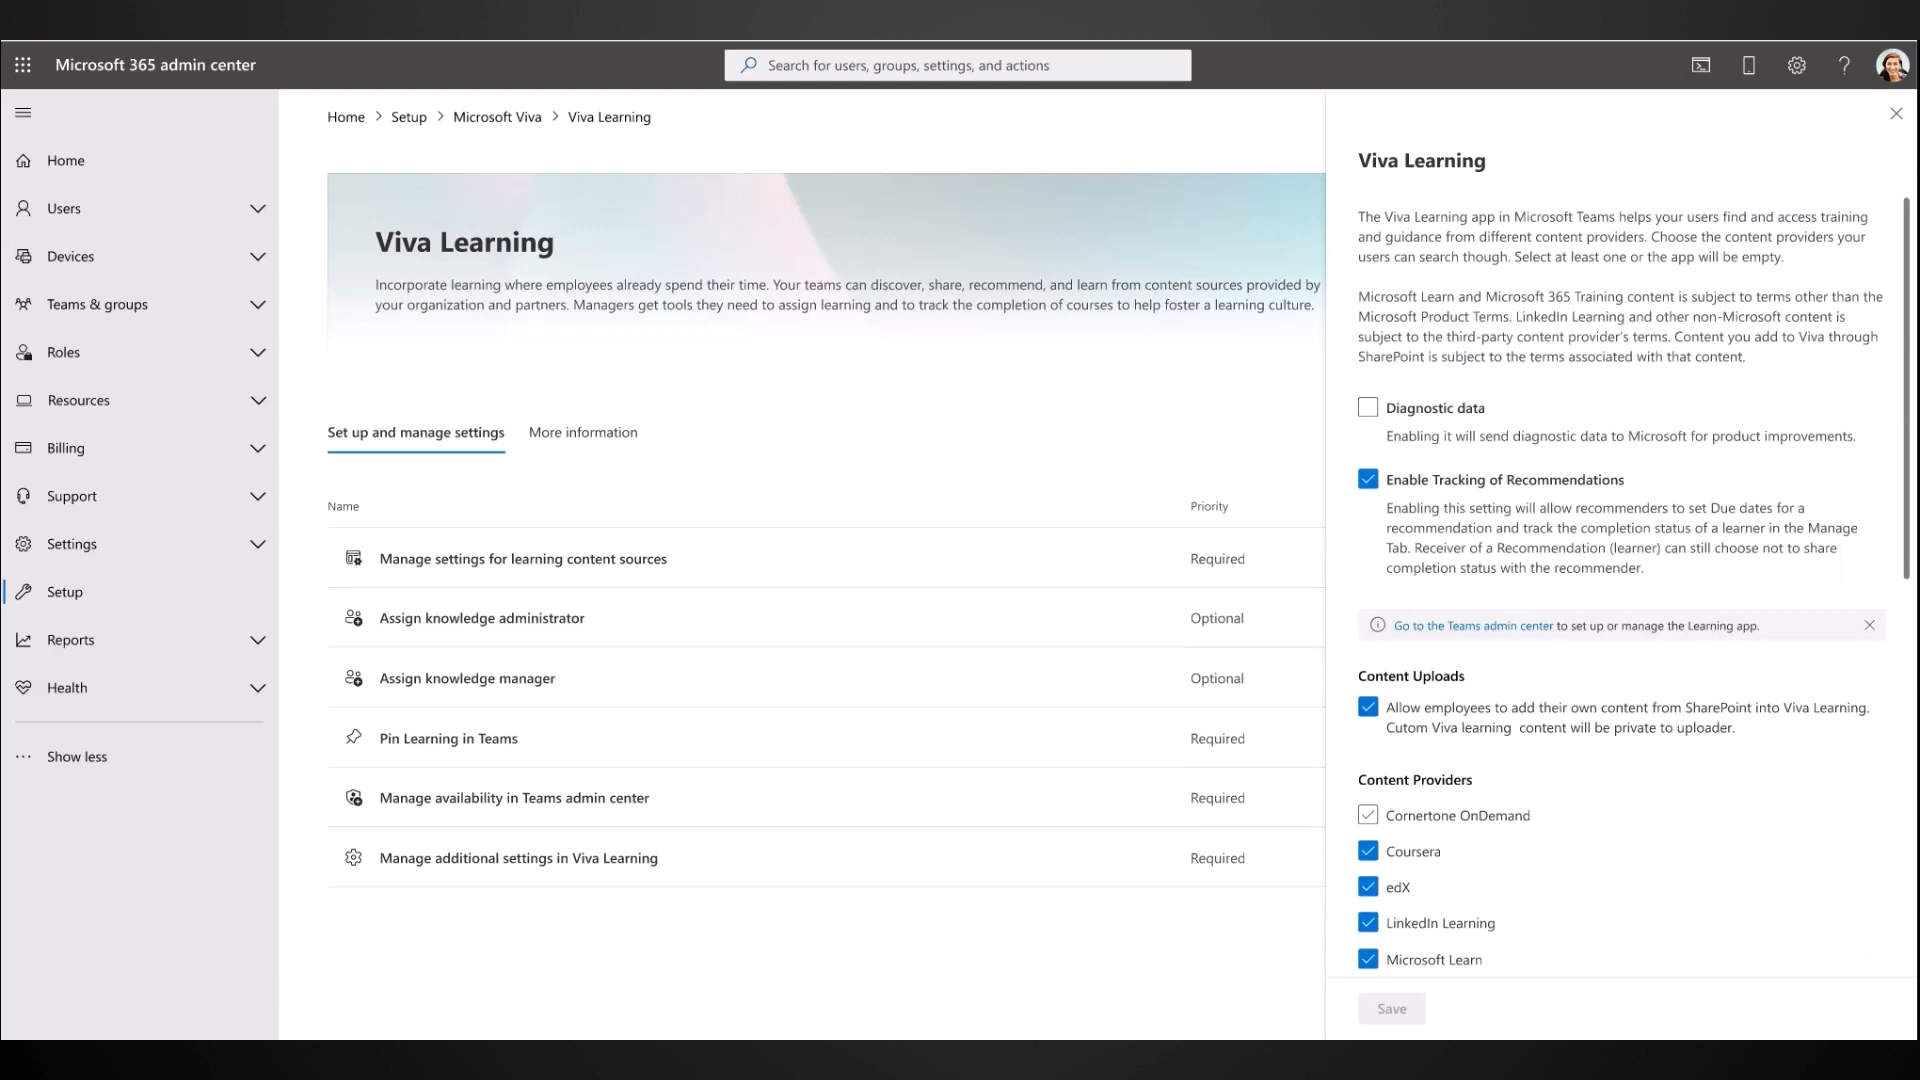 Microsoft 365 admin center
Search for users, groups, settings, and actions
Home
Users
Devices
Teams & groups
Roles
Resources
Billing
Support
Settings
Setup
Reports
Health
Show less
Home > Setup > Microsoft Viva > Viva Learning
Viva Learning
Incorporate learning where employees already spend their time. Your teams can discover, share, recommend, and learn from content sources provided by
your organization and partners. Managers get tools they need to assign learning and to track the completion of courses to help foster a learning culture.
Set up and manage settings More information
Name Priority
Manage settings for learning content sources Required
Assign knowledge administrator Optional
Assign knowledge manager Optional
Pin Learning in Teams Required
Manage availability in Teams admin center Required
Manage additional settings in Viva Learning Required
Viva Learning
The Viva Learning app in Microsoft Teams helps your users find and access training
and guidance from different content providers. Choose the content providers your
users can search though. Select at least one or the app will be empty.
Microsoft Learn and Microsoft 365 Training content is subject to terms other than the
Microsoft Product Terms. LinkedIn Learning and other non-Microsoft content is
subject to the third-party content provider's terms. Content you add to Viva through
SharePoint is subject to the terms associated with that content.
Diagnostic data
Enabling it will send diagnostic data to Microsoft for product improvements.
Enable Tracking of Recommendations
Enabling this setting will allow recommenders to set Due dates for a
recommendation and track the completion status of a learner in the Manage
Tab. Receiver of a Recommendation (learner) can still choose not to share
completion status with the recommender.
Go to the Teams admin center to set up or manage the Learning app.
Content Uploads
Allow employees to add their own content from SharePoint into Viva Learning.
Cutom Viva learning content will be private to uploader.
Content Providers
Cornertone OnDemand
Coursera
edX
LinkedIn Learning
Microsoft Learn
Save